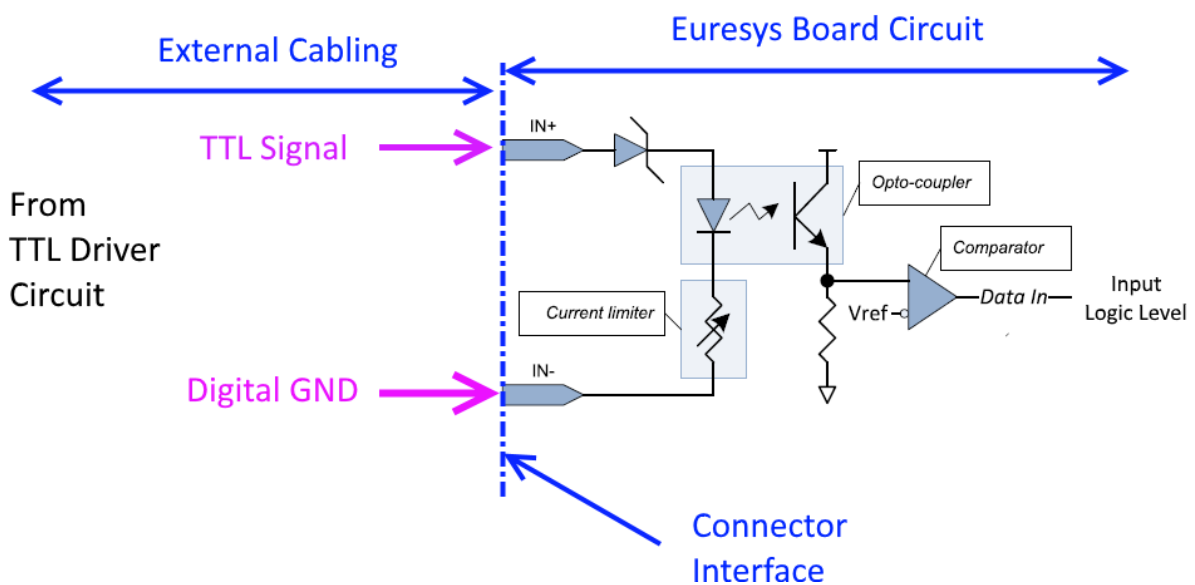 External Cabling
Euresys Board Circuit
IN+
TTL Signal
Opto-coupler
From
TTL Driver
Circuit
Comparator
Current limiter
Vref
Data In
Input
Logic Level
IN-
Digital GND
Connector
Interface